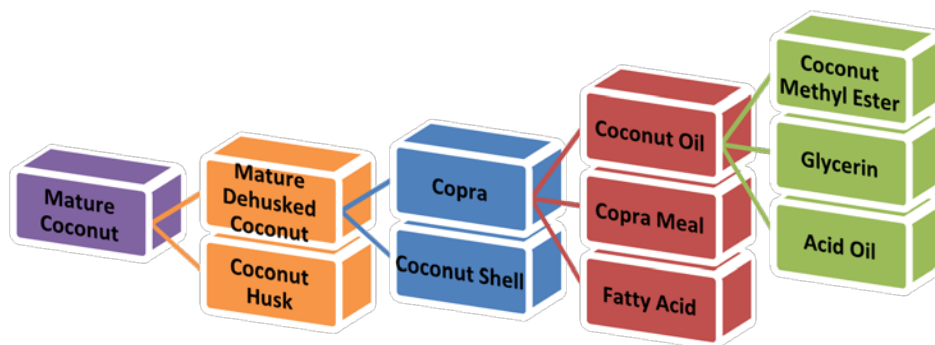 Mature
Coconut
Mature
Dehusked
Coconut
Coconut
Husk
Copra
Coconut Shell
Coconut Oil
Copra Meal
Fatty Acid
Coconut
Methyl Ester
Glycerin
Acid Oil